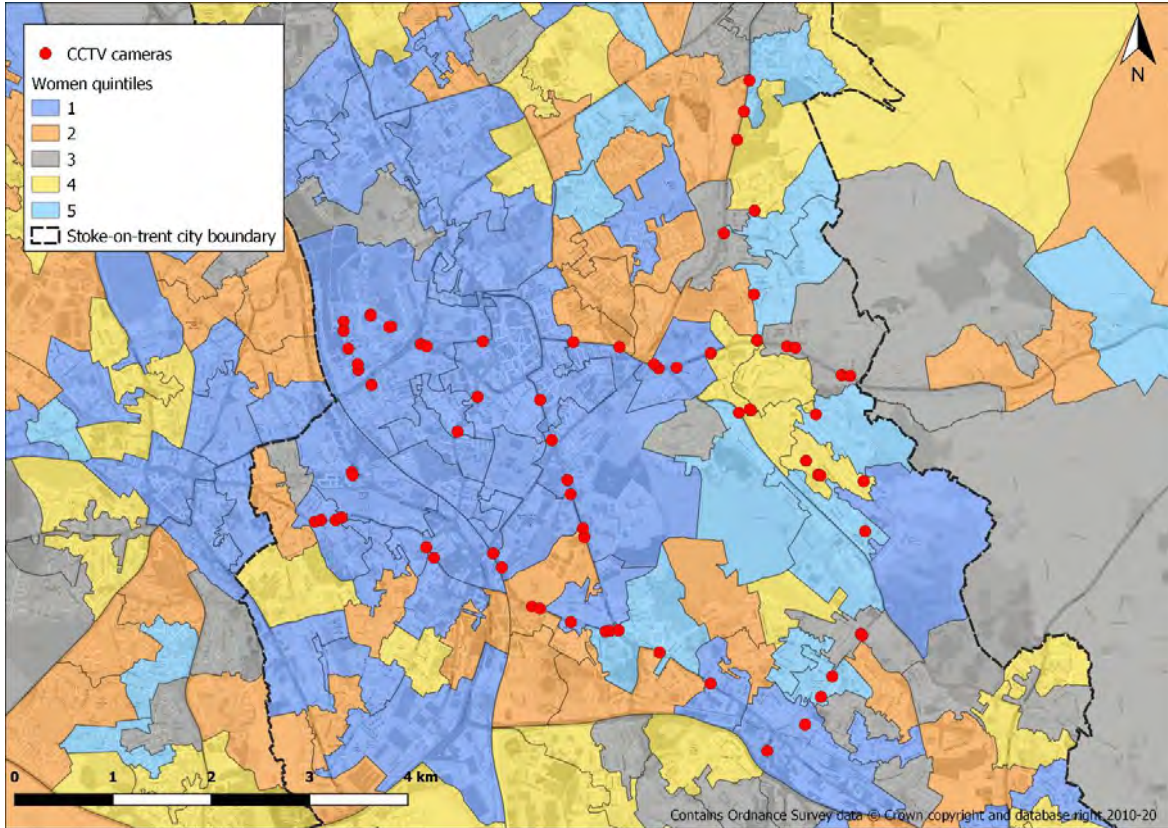 CCTV cameras
Women quintiles
1
2
3
4
5
Stoke-on-trent city boundary
N
0 1 2 3 4 km
Contains Ordnance Survey data © Crown copyright and database right 2010-20